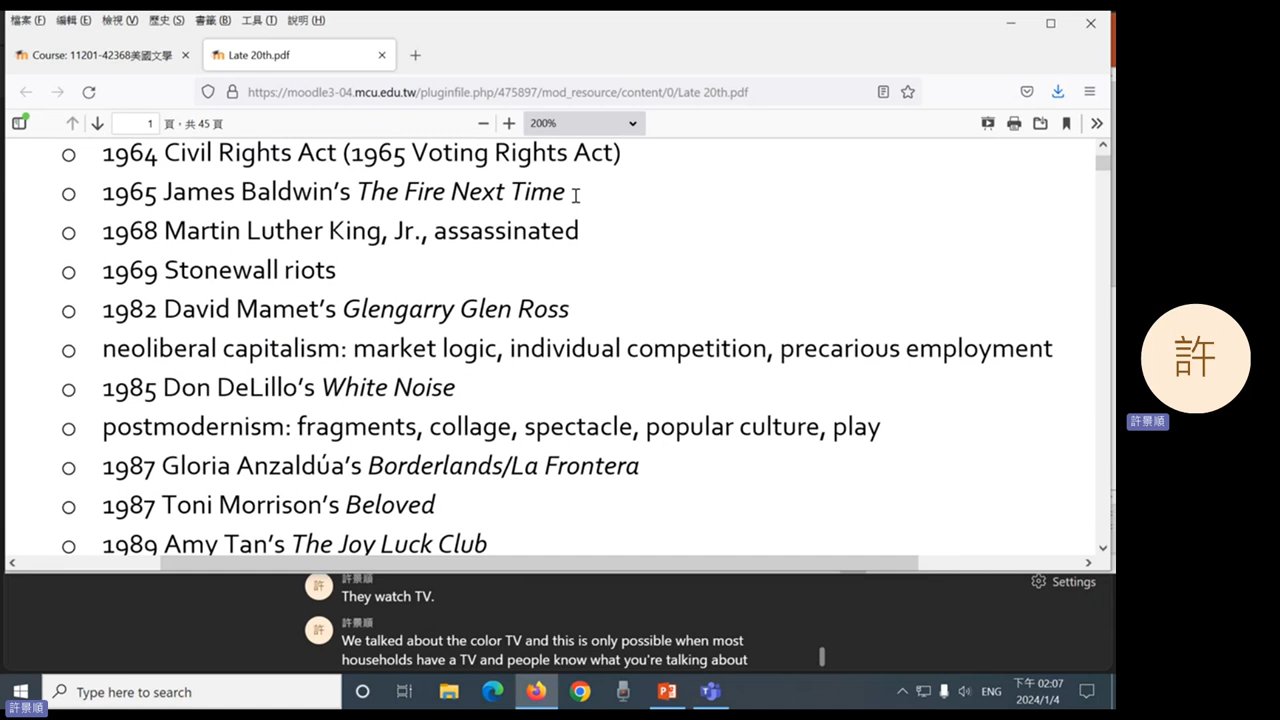 檔案(F) 編輯(E) 檢視(V) 歷史(S) 書籤(B) 工具(T) 說明(H)
Course: 11201-42368美國文學
Late 20th.pdf
https://moodle3-04.mcu.edu.tw/pluginfile.php/475897/mod_resource/content/0/Late 20th.pdf
1 頁,共 45 頁
200%
1964 Civil Rights Act (1965 Voting Rights Act)
1965 James Baldwin’s The Fire Next Time
1968 Martin Luther King, Jr., assassinated
1969 Stonewall riots
1982 David Mamet’s Glengarry Glen Ross
neoliberal capitalism: market logic, individual competition, precarious employment
1985 Don DeLillo’s White Noise
postmodernism: fragments, collage, spectacle, popular culture, play
1987 Gloria Anzaldúa’s Borderlands/La Frontera
1987 Toni Morrison’s Beloved
1989 Amy Tan’s The Joy Luck Club
許
許景順
許
許景順
They watch TV.
Settings
許
許景順
We talked about the color TV and this is only possible when most
households have a TV and people know what you're talking about
Type here to search
ENG
下午 02:07
2024/1/4
許景順